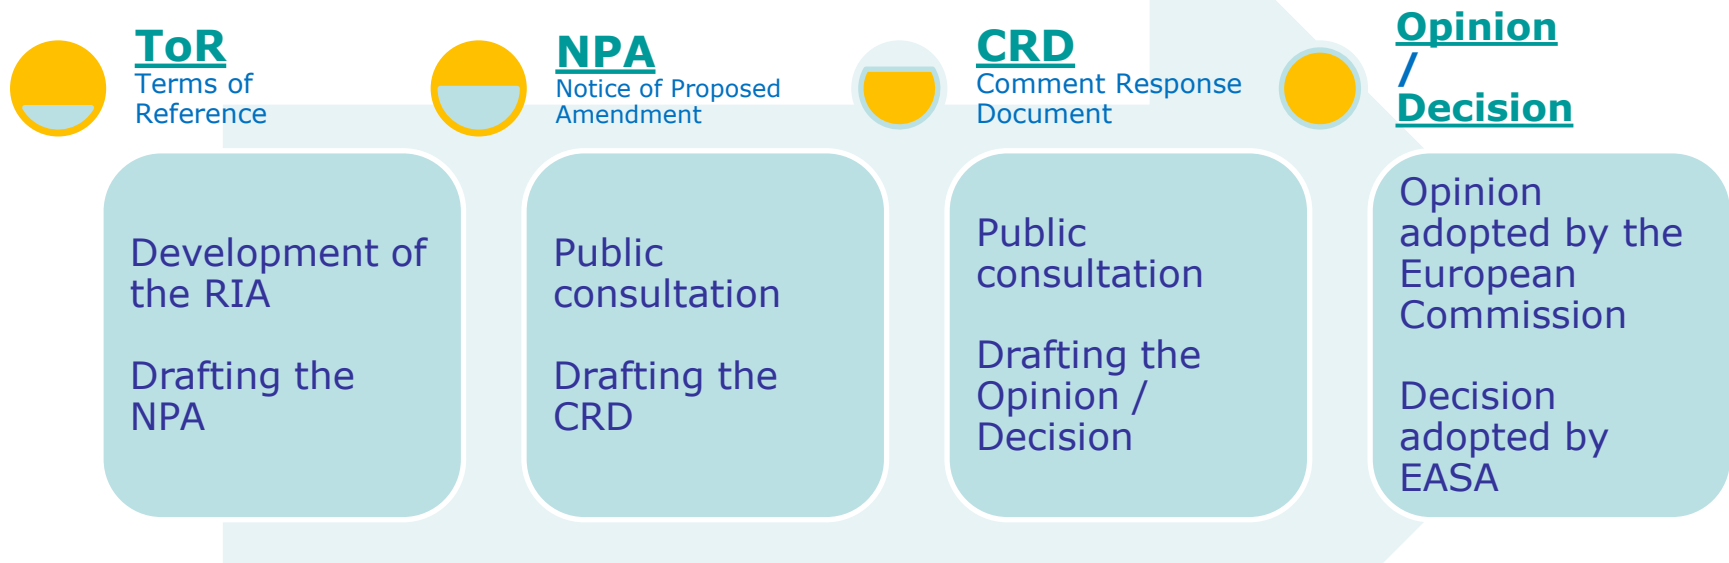 ToR
Terms of
Reference
Development of
the RIA
Drafting the
NPA
NPA
Notice of Proposed
Amendment
Public
consultation
Drafting the
CRD
CRD
Comment Response
Document
Public
consultation
Drafting the
Opinion /
Decision
Opinion
/
Decision
Opinion
adopted by the
European
Commission
Decision
adopted by
EASA